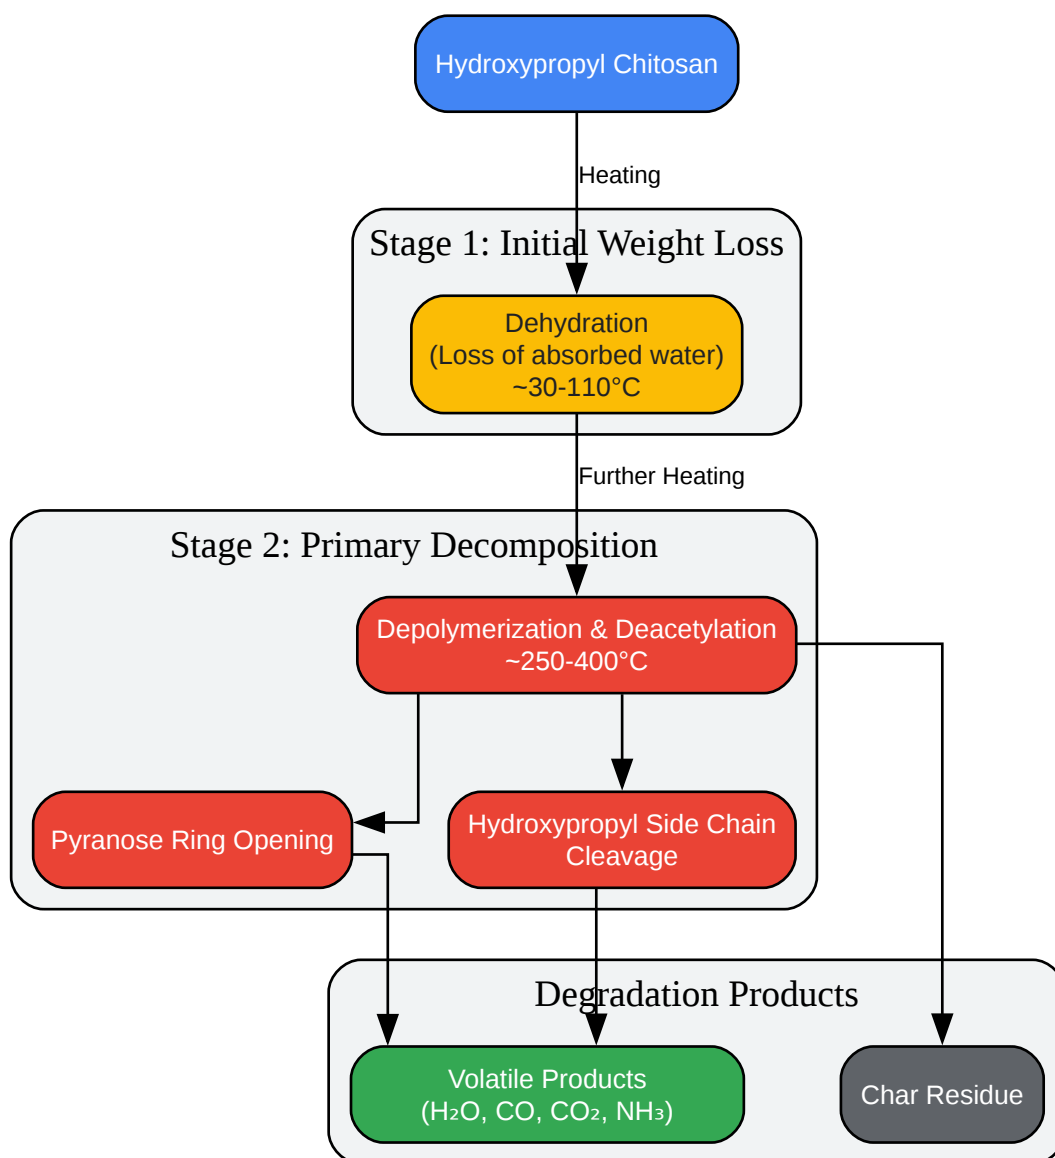 Hydroxypropyl Chitosan
Heating
Stage 1: Initial Weight Loss
Dehydration
(Loss of absorbed water)
~30-110°C
Further Heating
Stage 2: Primary Decomposition
Depolymerization & Deacetylation
~250-400°C
Pyranose Ring Opening
Hydroxypropyl Side Chain
Cleavage
Degradation Products
Volatile Products
(H₂O, CO, CO₂, NH₃)
Char Residue